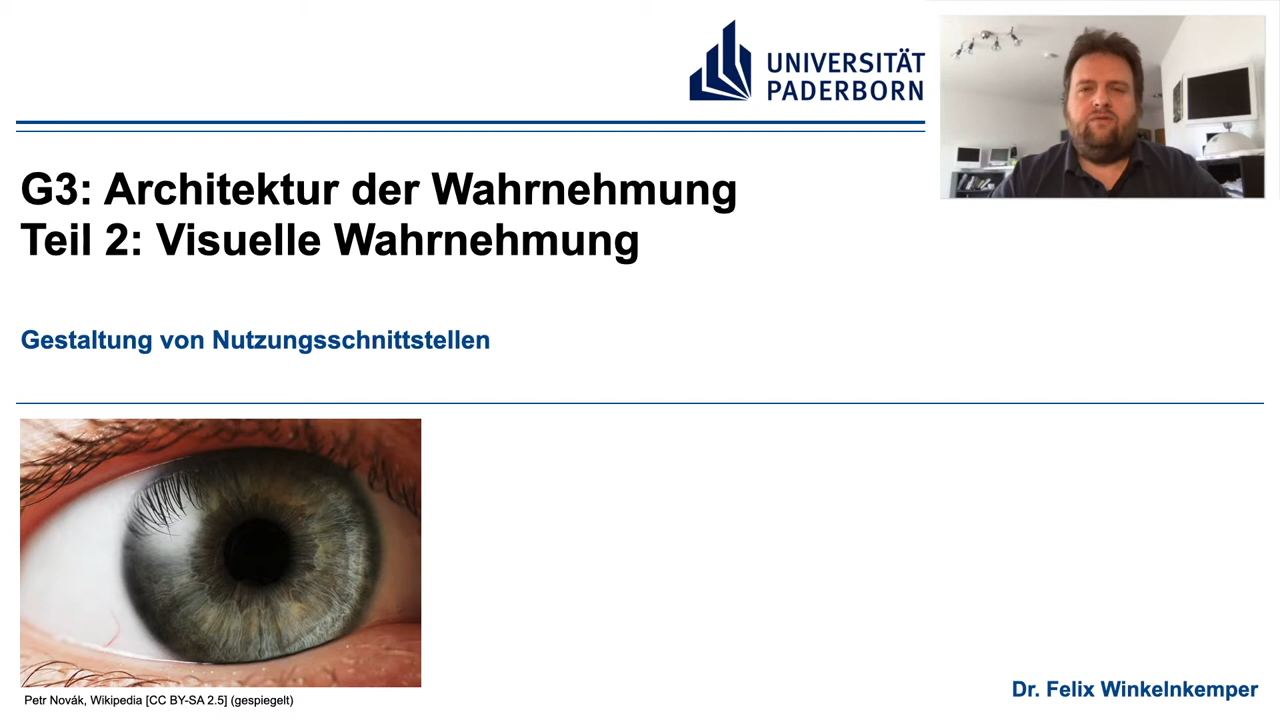 UNIVERSITÄT
PADERBORN
G3: Architektur der Wahrnehmung
Teil 2: Visuelle Wahrnehmung
Gestaltung von Nutzungsschnittstellen
Petr Novák, Wikipedia [CC BY-SA 2.5] (gespiegelt)
Dr. Felix Winkelnkemper